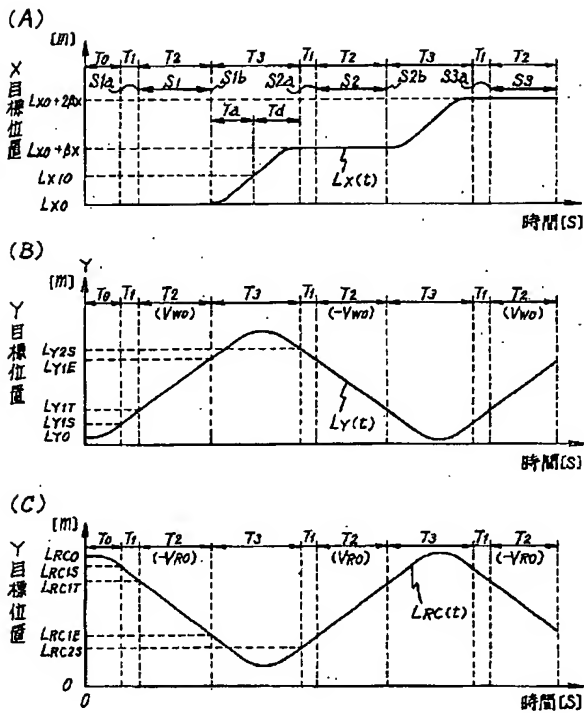 (A)
[m]
T0 T1 T2 T3 T1 T2 T3 T1 T2
S1a S1 S1b S2a S2 S2b S3a S3
Ta Td
X目標位置
LX0+2βX
LX0+βX
LX10
LX0
LX(t)
時間[S]
(B)
Y
[m]
T0 T1 T2 T3 T1 T2 T3 T1 T2
(VW0) (-VW0) (VW0)
Y目標位置
LY2S
LY1E
LY1T
LY1S
LY0
LY(t)
時間[S]
(C)
[m]
T0 T1 T2 T3 T1 T2 T3 T1 T2
(-VR0) (VR0) (-VR0)
Y目標位置
LRC0
LRC1S
LRC1T
LRC1E
LRC2S
LRC(t)
0
0
時間[S]